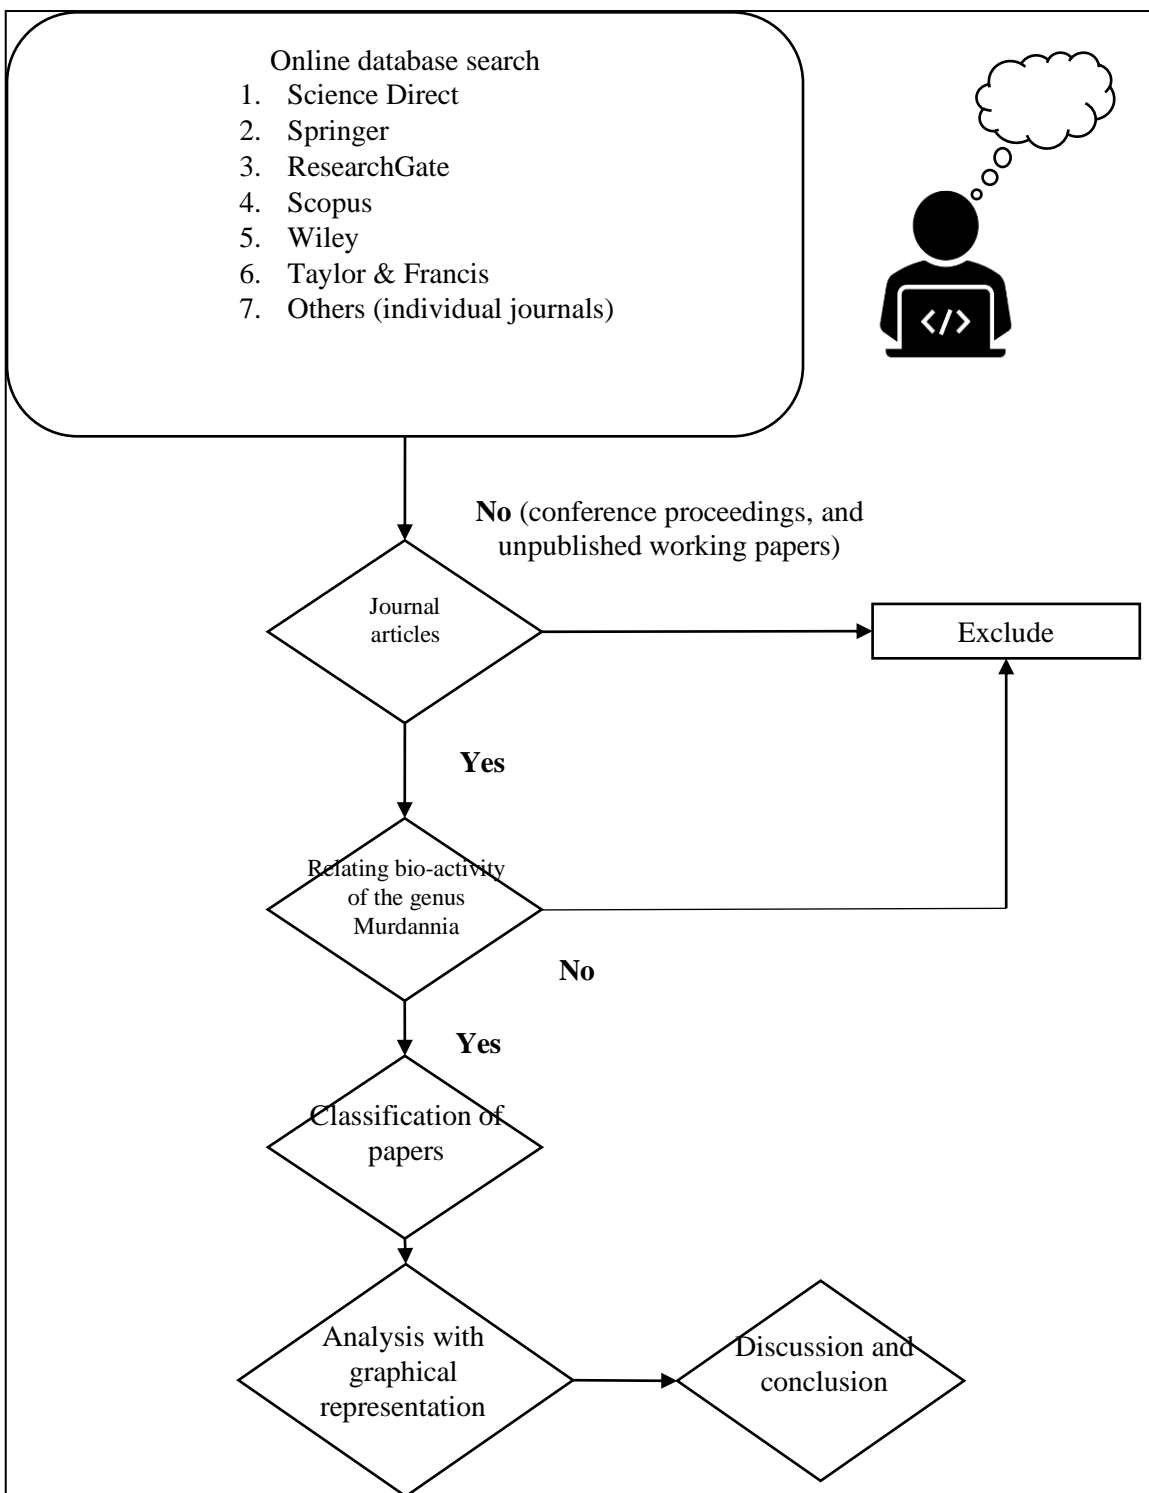 Online database search
1. Science Direct
2. Springer
3. ResearchGate
4. Scopus
5. Wiley
6. Taylor & Francis
7. Others (individual journals)
</>
No (conference proceedings, and
unpublished working papers)
Journal
articles
Exclude
Yes
Relating bio-activity
of the genus
Murdannia
No
Yes
Classification of
papers
Analysis with
graphical
representation
Discussion and
conclusion